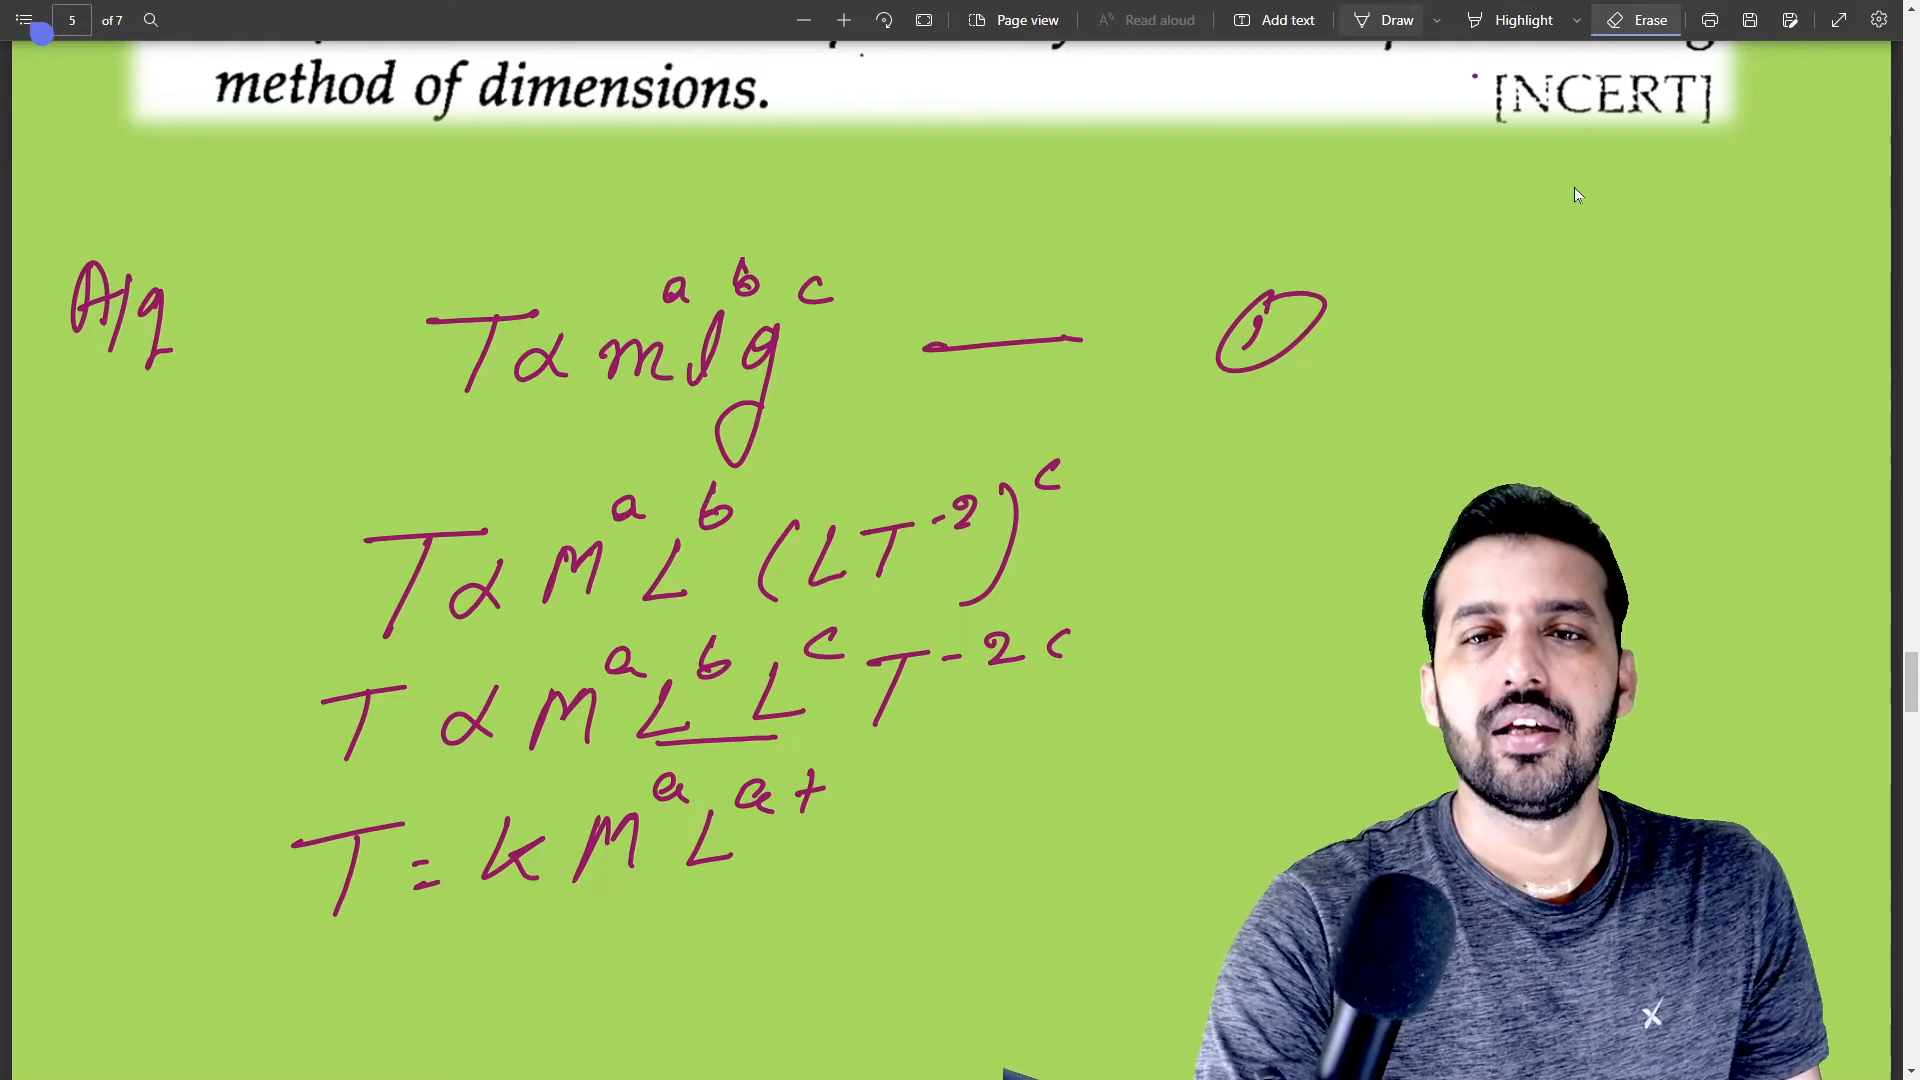 5 of 7 Page view Read aloud Add text Draw Highlight Erase
method of dimensions.
[NCERT]
A/q T ∝ m^a l^b g^c — (i)
T ∝ M^a L^b (LT^-2)^c
T ∝ M^a L^b L^c T^-2c
T = k M^a L^a+